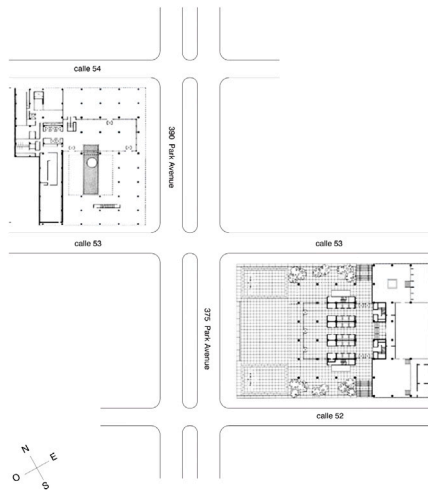 calle 54
390 Park Avenue
calle 53
calle 53
375 Park Avenue
calle 52
N
E
O
S